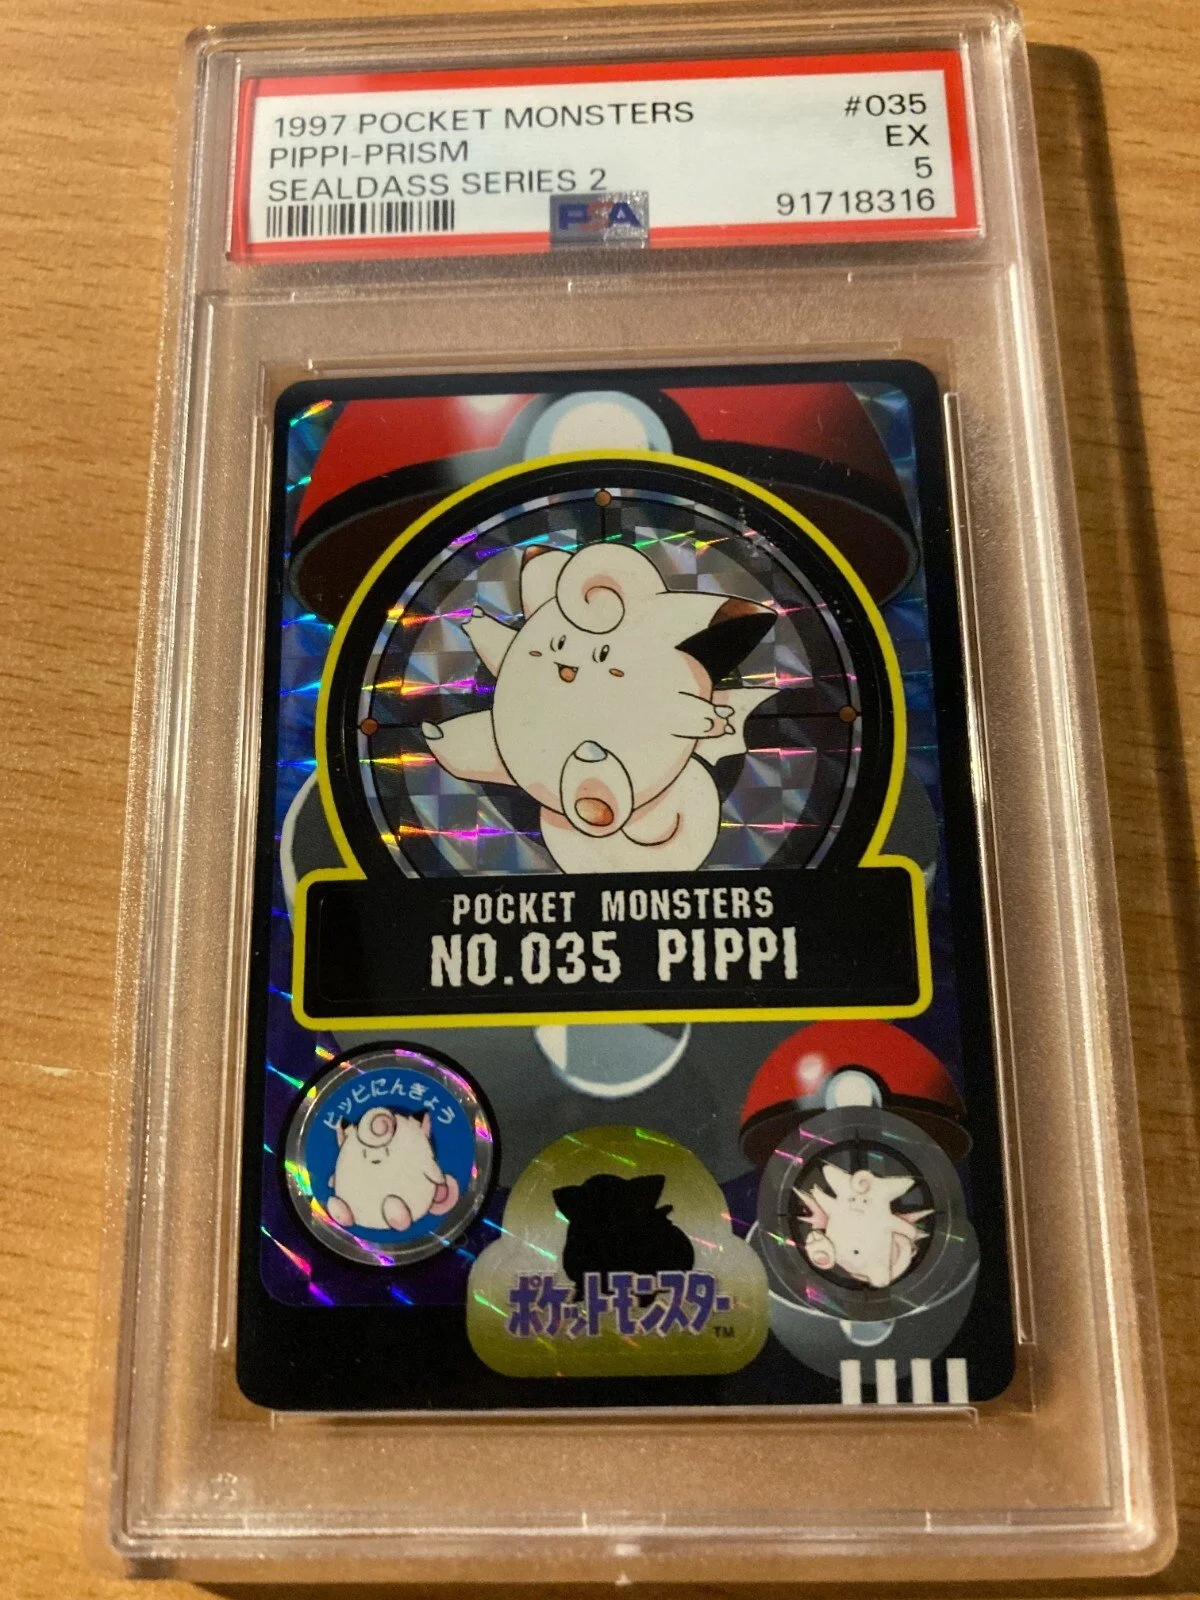 1997 POCKET MONSTERS #035
PIPPI-PRISM EX
SEALDASS SERIES 2 5
PSA 91718316
POCKET MONSTERS
NO.035 PIPPI
ピッピにんぎょう
ポケットモンスター
TM